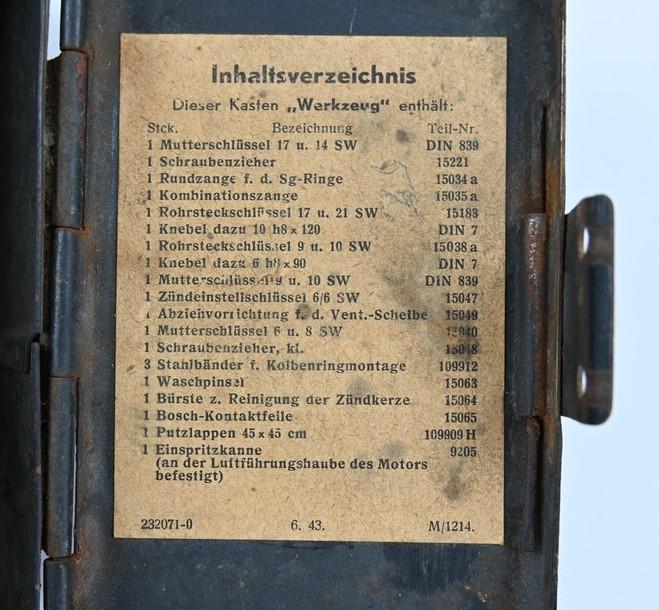 Inhaltsverzeichnis
Dieser Kasten „Werkzeug" enthält:
Stck. Bezeichnung Teil-Nr.
1 Mutterschlüssel 17 u. 14 SW DIN 839
1 Schraubenzieher 15221
1 Rundzange f. d. Sg-Ringe 15034 a
1 Kombinationszange 15035 a
1 Rohrsteckschlüssel 17 u. 21 SW 15183
1 Knebel dazu 10 h8 x 120 DIN 7
1 Rohrsteckschlüssel 9 u. 10 SW 15038 a
1 Knebel dazu 6 h8 x 90 DIN 7
1 Mutterschlüssel 9 u. 10 SW DIN 839
1 Zündeinstellschlüssel 6/6 SW 15047
1 Abziehvorrichtung f. d. Vent.-Scheibe 15049
1 Mutterschlüssel 6 u. 8 SW 15040
1 Schraubenzieher, kl. 15048
3 Stahlbänder f. Kolbenringmontage 109912
1 Waschpinsel 15063
1 Bürste z. Reinigung der Zündkerze 15064
1 Bosch-Kontaktfeile 15065
1 Putzlappen 45 x 45 cm 109909 H
1 Einspritzkanne 9205
(an der Luftführungshaube des Motors
befestigt)
232071-0 6. 43. M/1214.